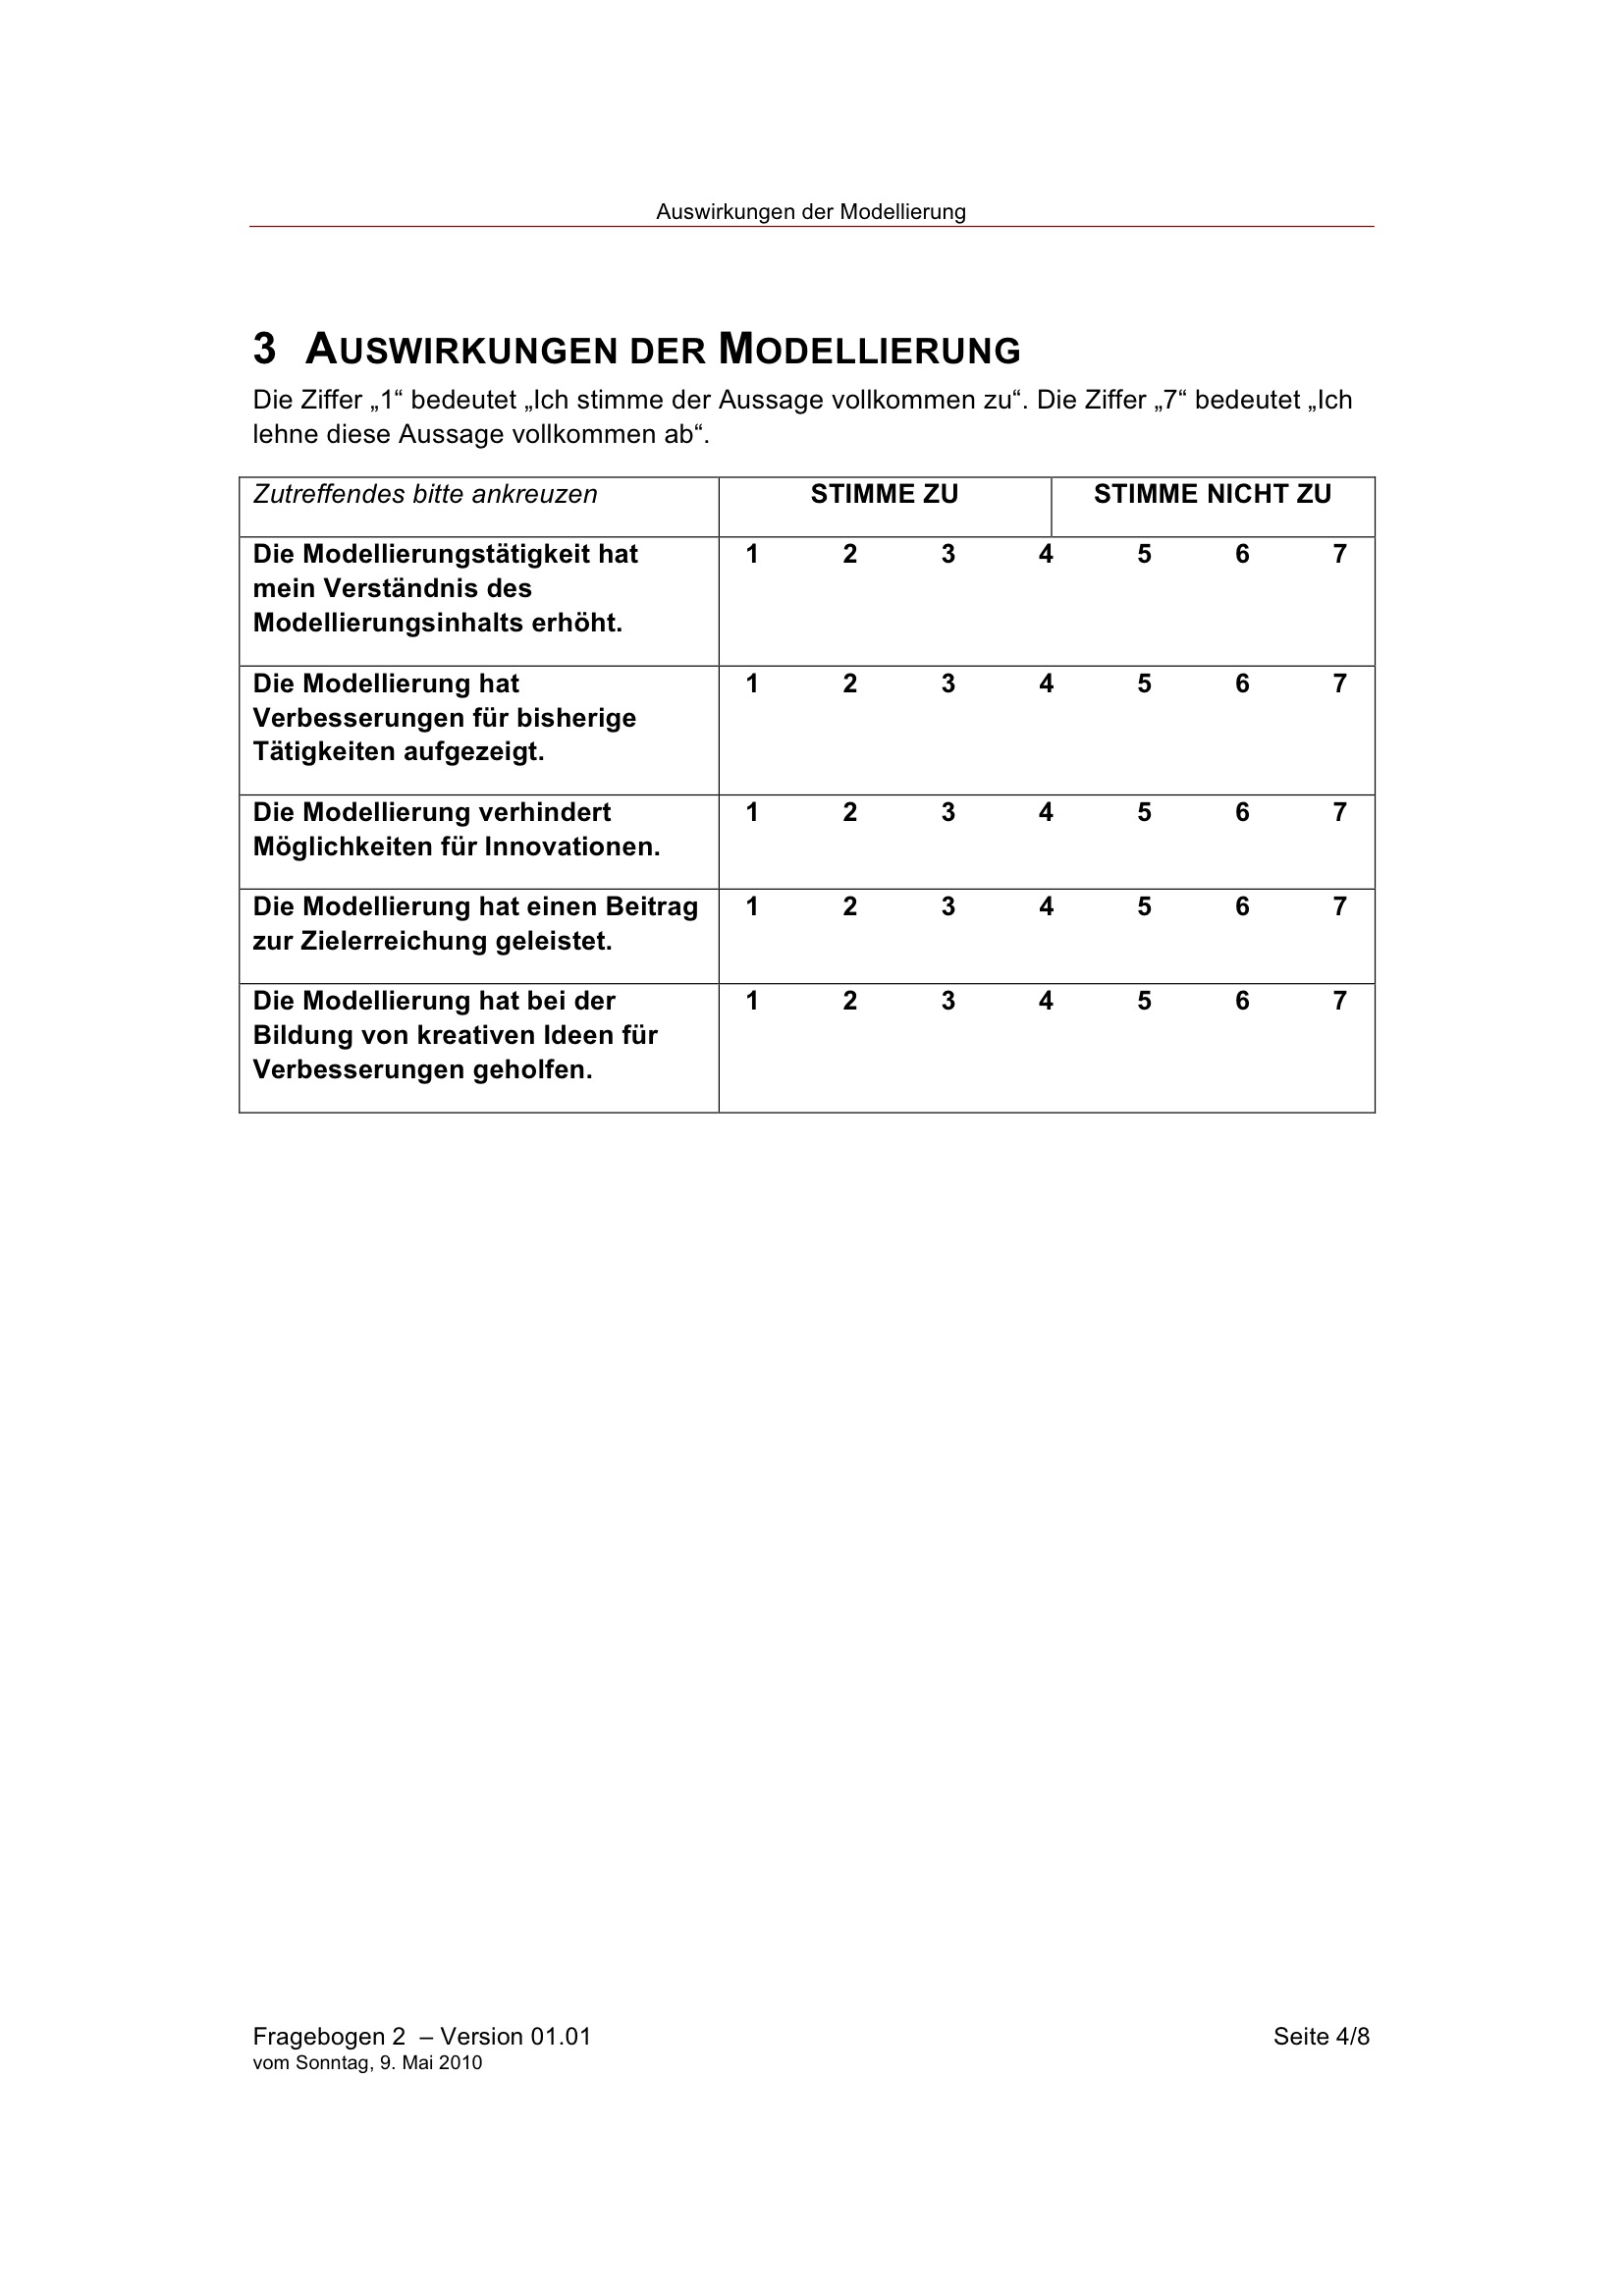 Auswirkungen der Modellierung
3 AUSWIRKUNGEN DER MODELLIERUNG
Die Ziffer „1“ bedeutet „Ich stimme der Aussage vollkommen zu“. Die Ziffer „7“ bedeutet „Ich
lehne diese Aussage vollkommen ab“.
Zutreffendes bitte ankreuzen STIMME ZU STIMME NICHT ZU
Die Modellierungstätigkeit hat 1 2 3 4 5 6 7
mein Verständnis des
Modellierungsinhalts erhöht.
Die Modellierung hat 1 2 3 4 5 6 7
Verbesserungen für bisherige
Tätigkeiten aufgezeigt.
Die Modellierung verhindert 1 2 3 4 5 6 7
Möglichkeiten für Innovationen.
Die Modellierung hat einen Beitrag 1 2 3 4 5 6 7
zur Zielerreichung geleistet.
Die Modellierung hat bei der 1 2 3 4 5 6 7
Bildung von kreativen Ideen für
Verbesserungen geholfen.
Fragebogen 2 – Version 01.01 Seite 4/8
vom Sonntag, 9. Mai 2010